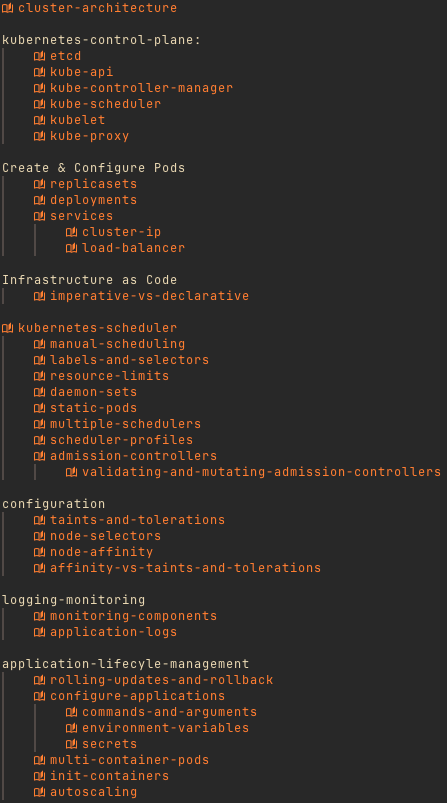 cluster-architecture
kubernetes-control-plane:
etcd
kube-api
kube-controller-manager
kube-scheduler
kubelet
kube-proxy
Create & Configure Pods
replicasets
deployments
services
cluster-ip
load-balancer
Infrastructure as Code
imperative-vs-declarative
kubernetes-scheduler
manual-scheduling
labels-and-selectors
resource-limits
daemon-sets
static-pods
multiple-schedulers
scheduler-profiles
admission-controllers
validating-and-mutating-admission-controllers
configuration
taints-and-tolerations
node-selectors
node-affinity
affinity-vs-taints-and-tolerations
logging-monitoring
monitoring-components
application-logs
application-lifecyle-management
rolling-updates-and-rollback
configure-applications
commands-and-arguments
environment-variables
secrets
multi-container-pods
init-containers
autoscaling